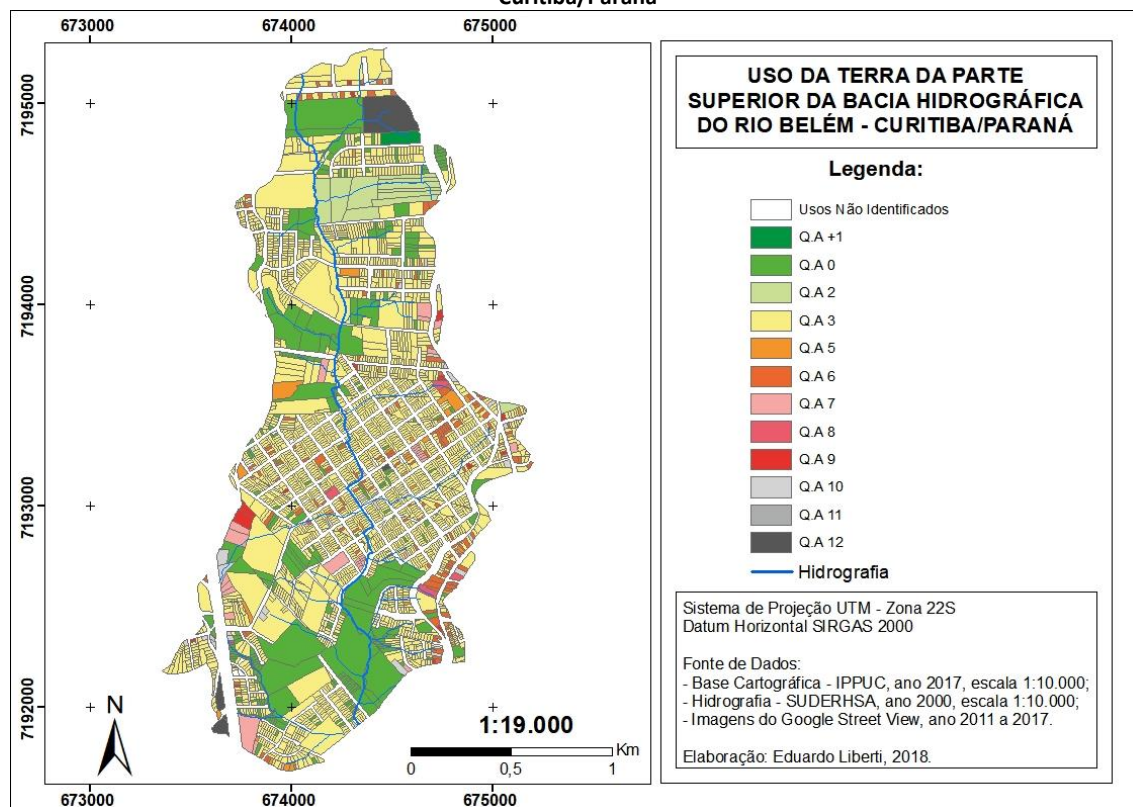 Curitiba/Paraná
673000 674000 675000
7195000
7194000
7193000
7192000
N
1:19.000
Km
0 0,5 1
673000 674000 675000
7195000
7194000
7193000
7192000
USO DA TERRA DA PARTE
SUPERIOR DA BACIA HIDROGRÁFICA
DO RIO BELÉM - CURITIBA/PARANÁ
Legenda:
Usos Não Identificados
Q.A +1
Q.A 0
Q.A 2
Q.A 3
Q.A 5
Q.A 6
Q.A 7
Q.A 8
Q.A 9
Q.A 10
Q.A 11
Q.A 12
Hidrografia
Sistema de Projeção UTM - Zona 22S
Datum Horizontal SIRGAS 2000
Fonte de Dados:
- Base Cartográfica - IPPUC, ano 2017, escala 1:10.000;
- Hidrografia - SUDERHSA, ano 2000, escala 1:10.000;
- Imagens do Google Street View, ano 2011 a 2017.
Elaboração: Eduardo Liberti, 2018.